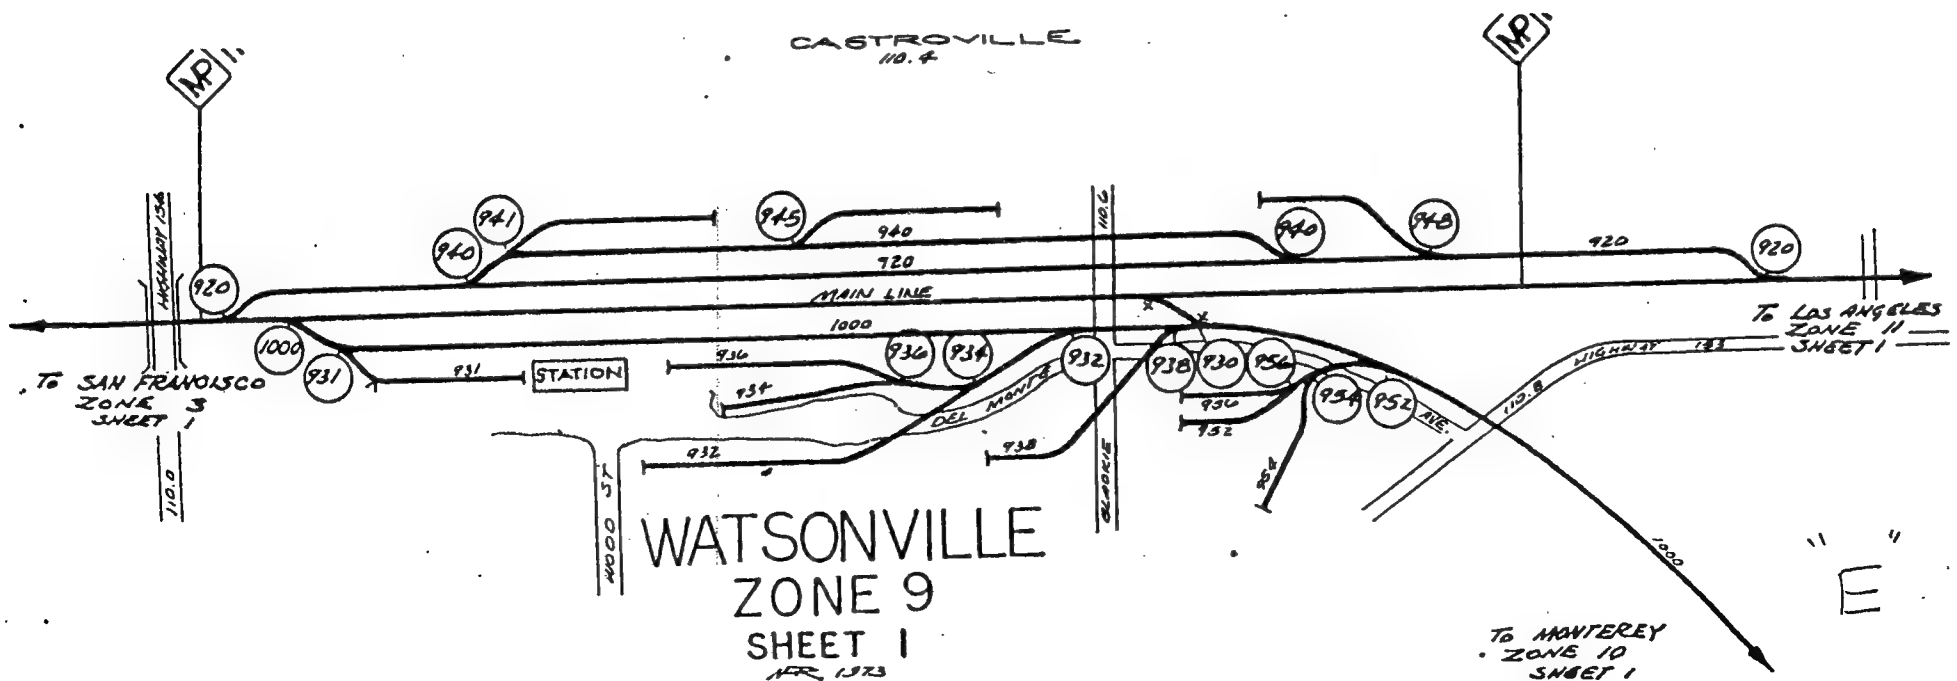 CASTROVILLE
110.4
MP
MP
HIGHWAY 156
110.0
920
940
941
945
940
940
720
MAIN LINE
110.6
BLACKIE
948
920
920
1000
1000
931
931
STATION
936
936
934
934
932
932
DEL MONTE
AVE.
938
938
930
956
956
954
954
952
952
HIGHWAY 183
110.8
TO SAN FRANCISCO
ZONE 3
SHEET 1
TO LOS ANGELES
ZONE 11
SHEET 1
WOOD ST
1000
WATSONVILLE
ZONE 9
SHEET 1
1973
TO MONTEREY
ZONE 10
SHEET 1
"E"